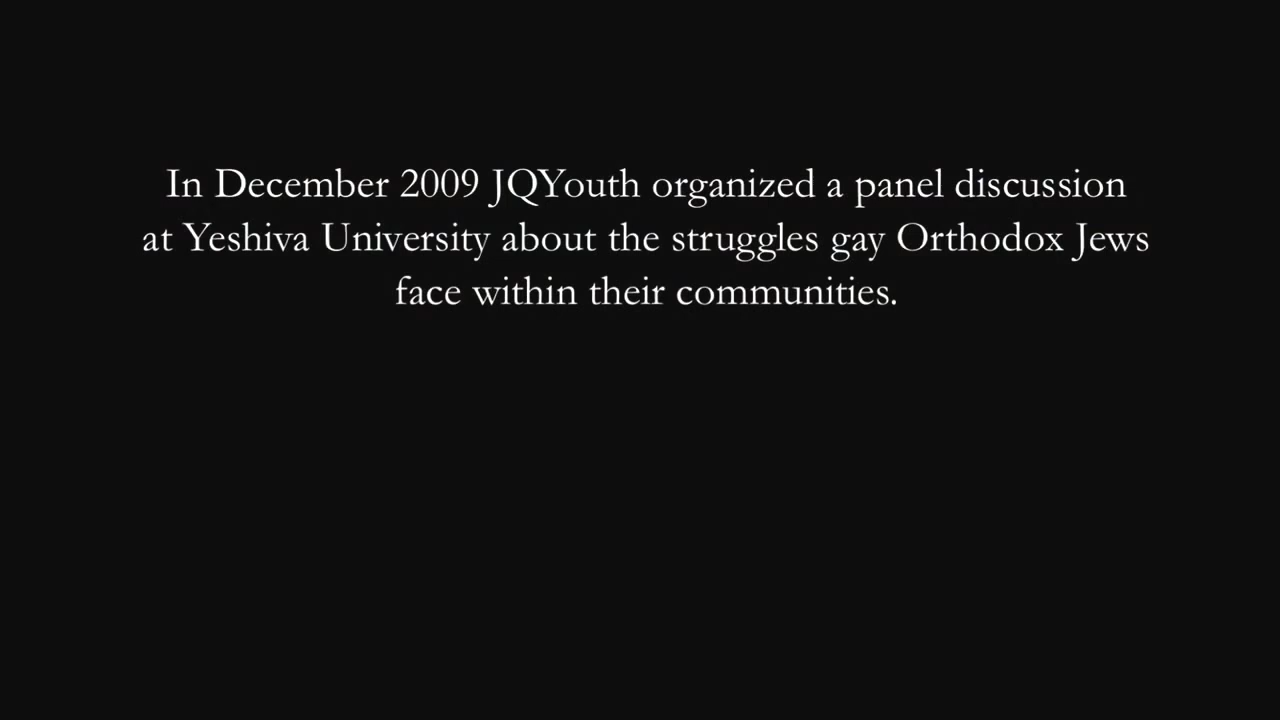 In December 2009 JQYouth organized a panel discussion
at Yeshiva University about the struggles gay Orthodox Jews
face within their communities.